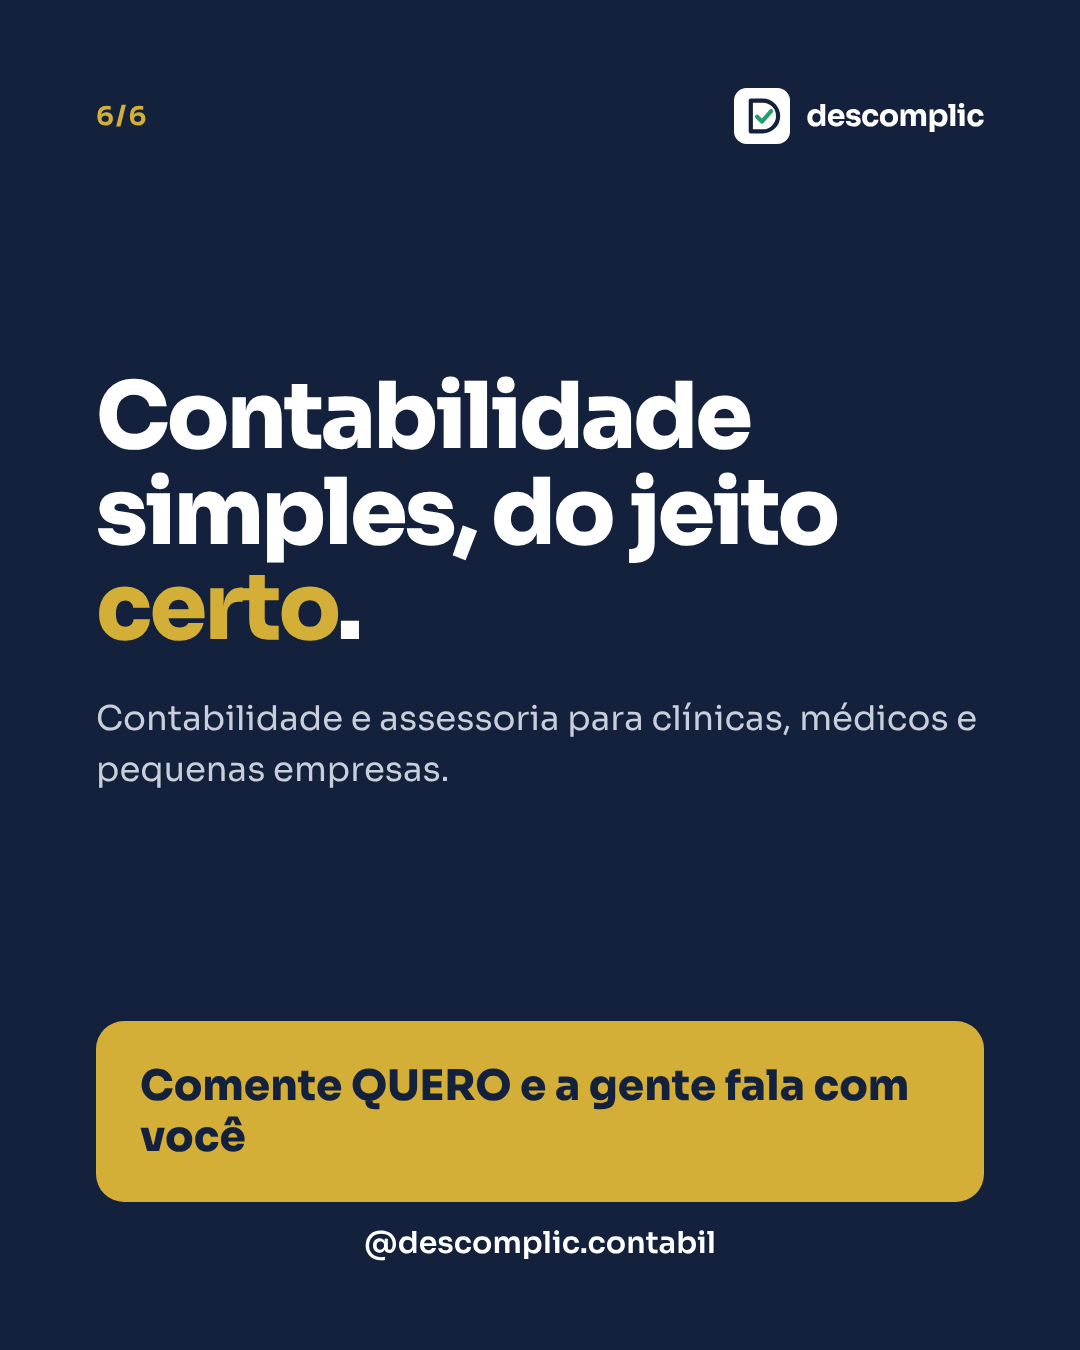 6/6
descomplic
Contabilidade
simples, do jeito
certo.
Contabilidade e assessoria para clínicas, médicos e
pequenas empresas.
Comente QUERO e a gente fala com
você
@descomplic.contabil